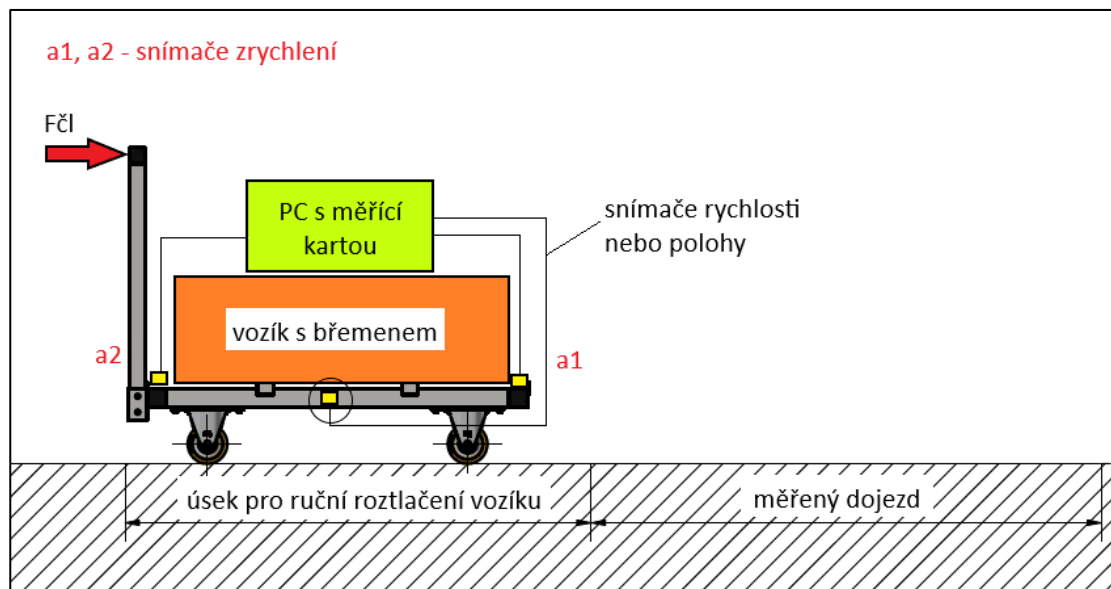 a1, a2 - snímače zrychlení
Fčl
PC s měřící
kartou
snímače rychlosti
nebo polohy
vozík s břemenem
a2
a1
úsek pro ruční roztlačení vozíku
měřený dojezd